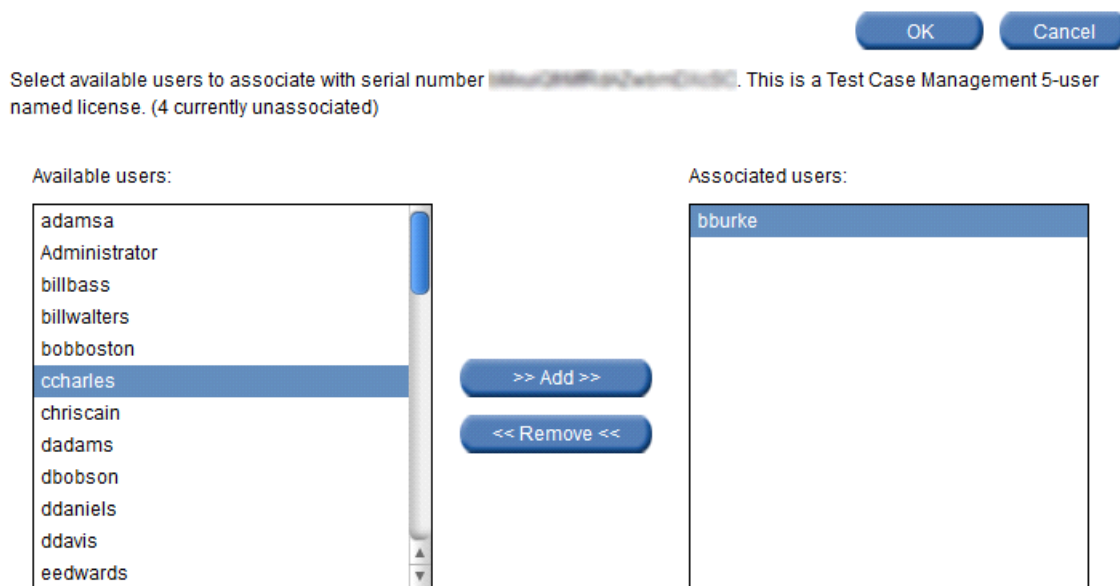 OK
Cancel
Select available users to associate with serial number . This is a Test Case Management 5-user
named license. (4 currently unassociated)
Available users:
Associated users:
adamsa
Administrator
billbass
billwalters
bobboston
ccharles
chriscain
dadams
dbobson
ddaniels
ddavis
eedwards
>> Add >>
<< Remove <<
bburke